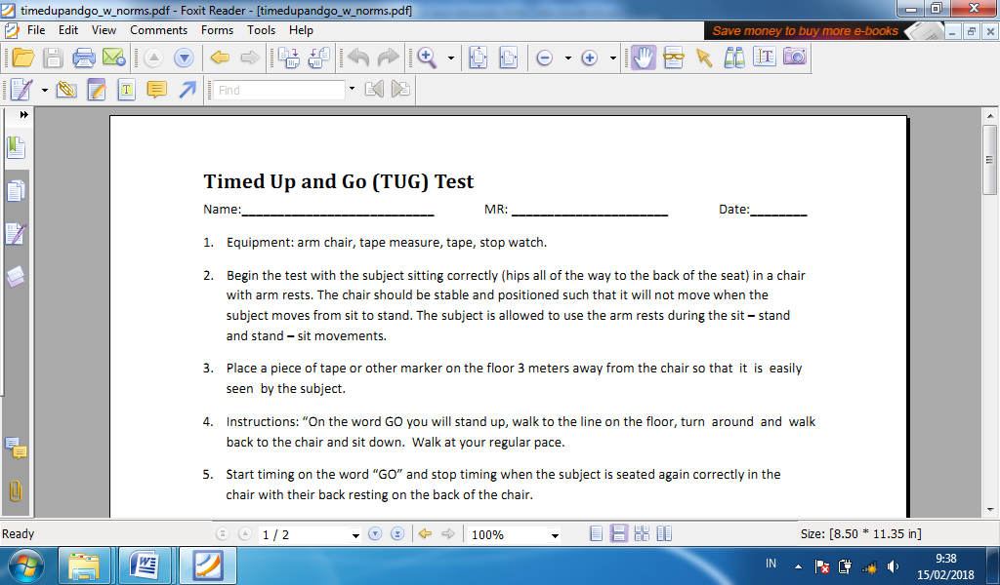 timedupandgo_w_norms.pdf - Foxit Reader - [timedupandgo_w_norms.pdf]
File Edit View Comments Forms Tools Help
Save money to buy more e-books
Find
Timed Up and Go (TUG) Test
Name:___________________________ MR: ______________________ Date:________
1. Equipment: arm chair, tape measure, tape, stop watch.
2. Begin the test with the subject sitting correctly (hips all of the way to the back of the seat) in a chair
with arm rests. The chair should be stable and positioned such that it will not move when the
subject moves from sit to stand. The subject is allowed to use the arm rests during the sit – stand
and stand – sit movements.
3. Place a piece of tape or other marker on the floor 3 meters away from the chair so that it is easily
seen by the subject.
4. Instructions: “On the word GO you will stand up, walk to the line on the floor, turn around and walk
back to the chair and sit down. Walk at your regular pace.
5. Start timing on the word “GO” and stop timing when the subject is seated again correctly in the
chair with their back resting on the back of the chair.
Ready 1 / 2 100% Size: [8.50 * 11.35 in]
IN 9:38
15/02/2018